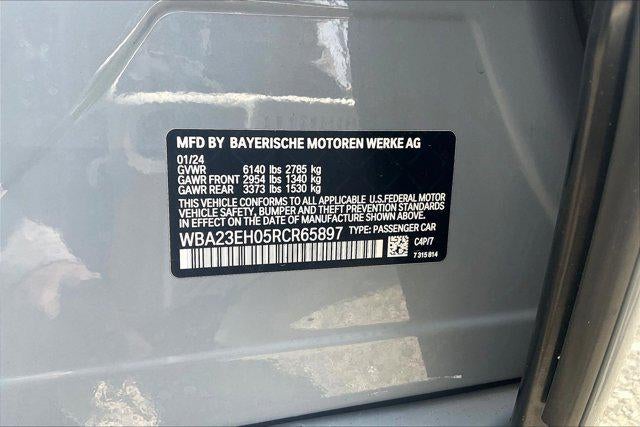 MFD BY BAYERISCHE MOTOREN WERKE AG
01/24
GVWR 6140 lbs 2785 kg
GAWR FRONT 2954 lbs 1340 kg
GAWR REAR 3373 lbs 1530 kg
THIS VEHICLE CONFORMS TO ALL APPLICABLE U.S.FEDERAL MOTOR
VEHICLE SAFETY, BUMPER, AND THEFT PREVENTION STANDARDS
IN EFFECT ON THE DATE OF MANUFACTURE SHOWN ABOVE.
WBA23EH05RCR65897 TYPE: PASSENGER CAR
C4P/7
7 315 814